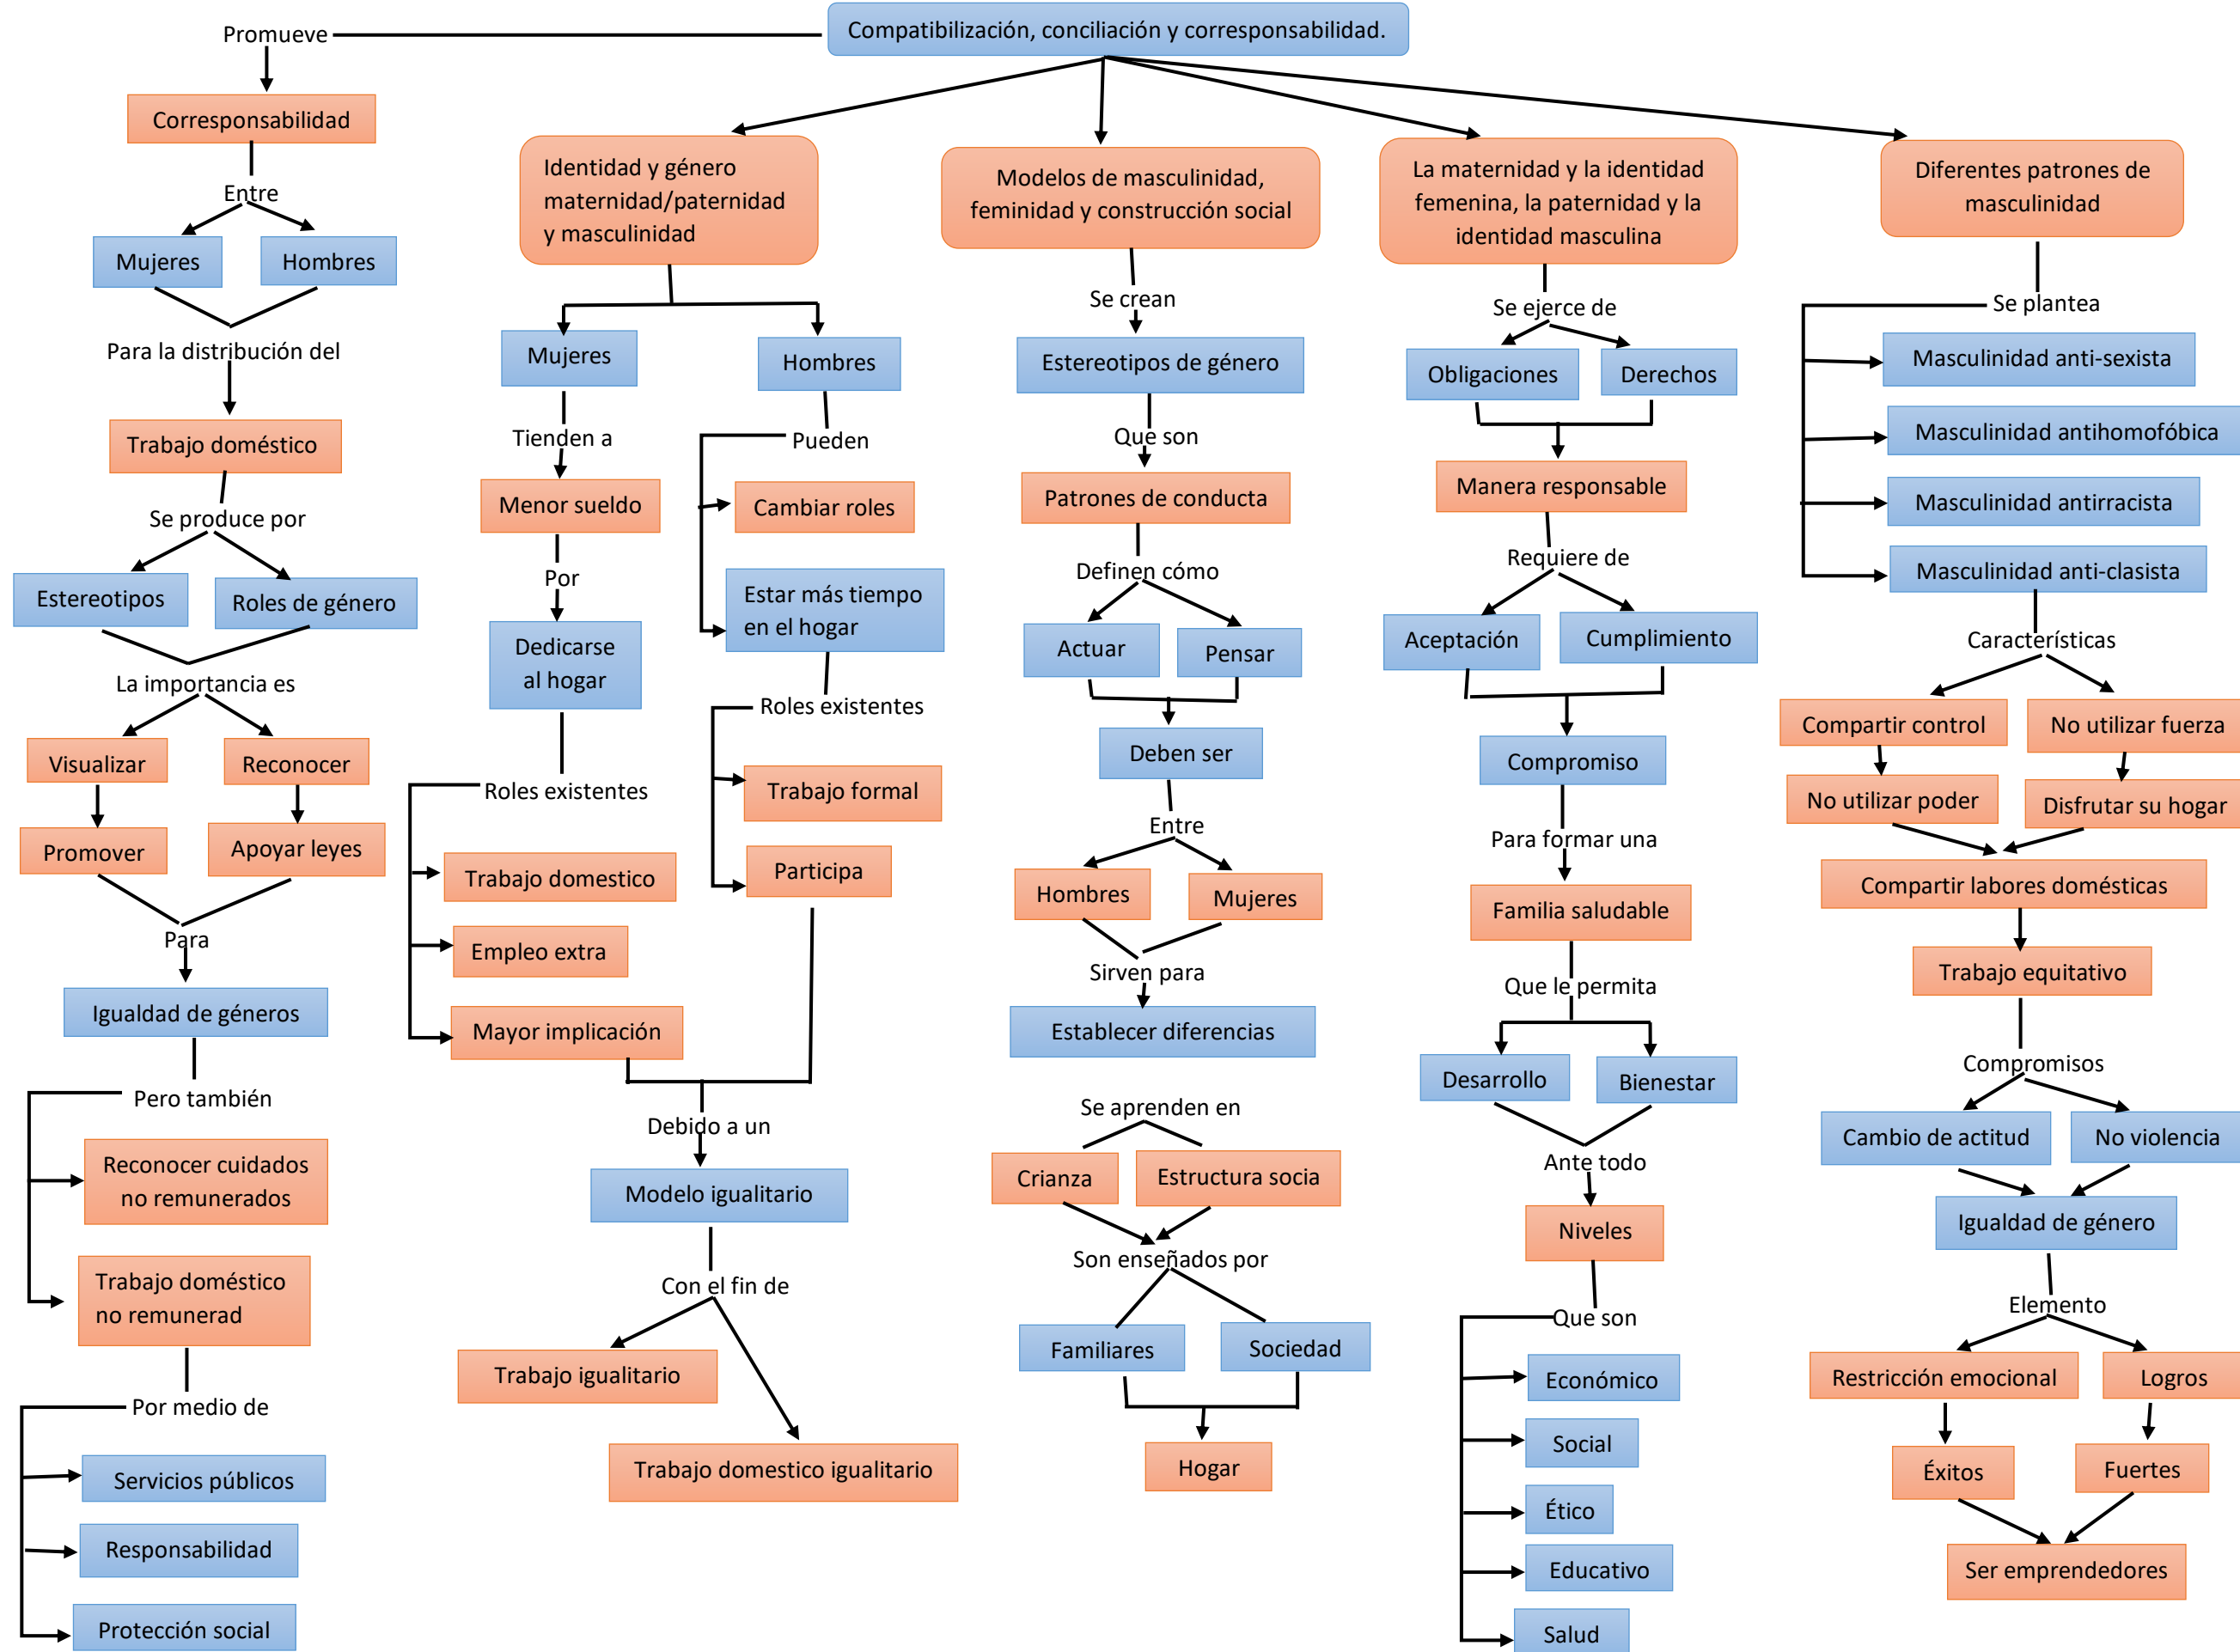 Compatibilización, conciliación y corresponsabilidad.
Promueve
Corresponsabilidad
Entre
Mujeres
Hombres
Para la distribución del
Trabajo doméstico
Se produce por
Estereotipos
Roles de género
La importancia es
Visualizar
Reconocer
Promover
Apoyar leyes
Para
Igualdad de géneros
Pero también
Reconocer cuidados
no remunerados
Trabajo doméstico
no remunerad
Por medio de
Servicios públicos
Responsabilidad
Protección social
Identidad y género
maternidad/paternidad
y masculinidad
Mujeres
Tienden a
Menor sueldo
Por
Dedicarse
al hogar
Roles existentes
Trabajo domestico
Empleo extra
Mayor implicación
Hombres
Pueden
Cambiar roles
Estar más tiempo
en el hogar
Roles existentes
Trabajo formal
Participa
Debido a un
Modelo igualitario
Con el fin de
Trabajo igualitario
Trabajo domestico igualitario
Modelos de masculinidad,
feminidad y construcción social
Se crean
Estereotipos de género
Que son
Patrones de conducta
Definen cómo
Actuar
Pensar
Deben ser
Entre
Hombres
Mujeres
Sirven para
Establecer diferencias
Se aprenden en
Crianza
Estructura socia
Son enseñados por
Familiares
Sociedad
Hogar
La maternidad y la identidad
femenina, la paternidad y la
identidad masculina
Se ejerce de
Obligaciones
Derechos
Manera responsable
Requiere de
Aceptación
Cumplimiento
Compromiso
Para formar una
Familia saludable
Que le permita
Desarrollo
Bienestar
Ante todo
Niveles
Que son
Económico
Social
Ético
Educativo
Salud
Diferentes patrones de
masculinidad
Se plantea
Masculinidad anti-sexista
Masculinidad antihomofóbica
Masculinidad antirracista
Masculinidad anti-clasista
Característicás
Compartir control
No utilizar fuerza
No utilizar poder
Disfrutar su hogar
Compartir labores domésticas
Trabajo equitativo
Compromisos
Cambio de actitud
No violencia
Igualdad de género
Elemento
Restricción emocional
Logros
Éxitos
Fuertes
Ser emprendedores